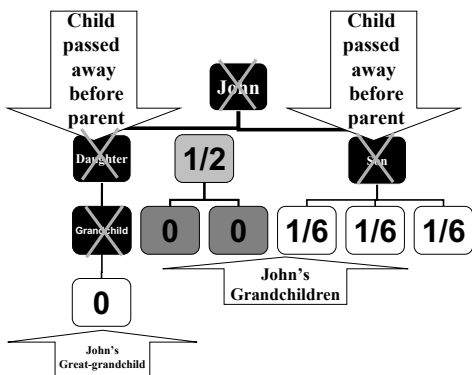 Child
passed
away
before
parent
John
Child
passed
away
before
parent
Daughter
1/2
Son
Grandchild
0
0
1/6
1/6
1/6
0
John's
Grandchildren
John's
Great-grandchild